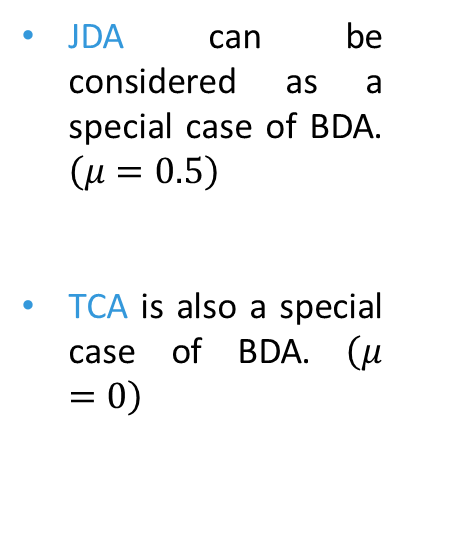 • JDA can be
considered as a
special case of BDA.
(μ = 0.5)
• TCA is also a special
case of BDA. (μ
= 0)